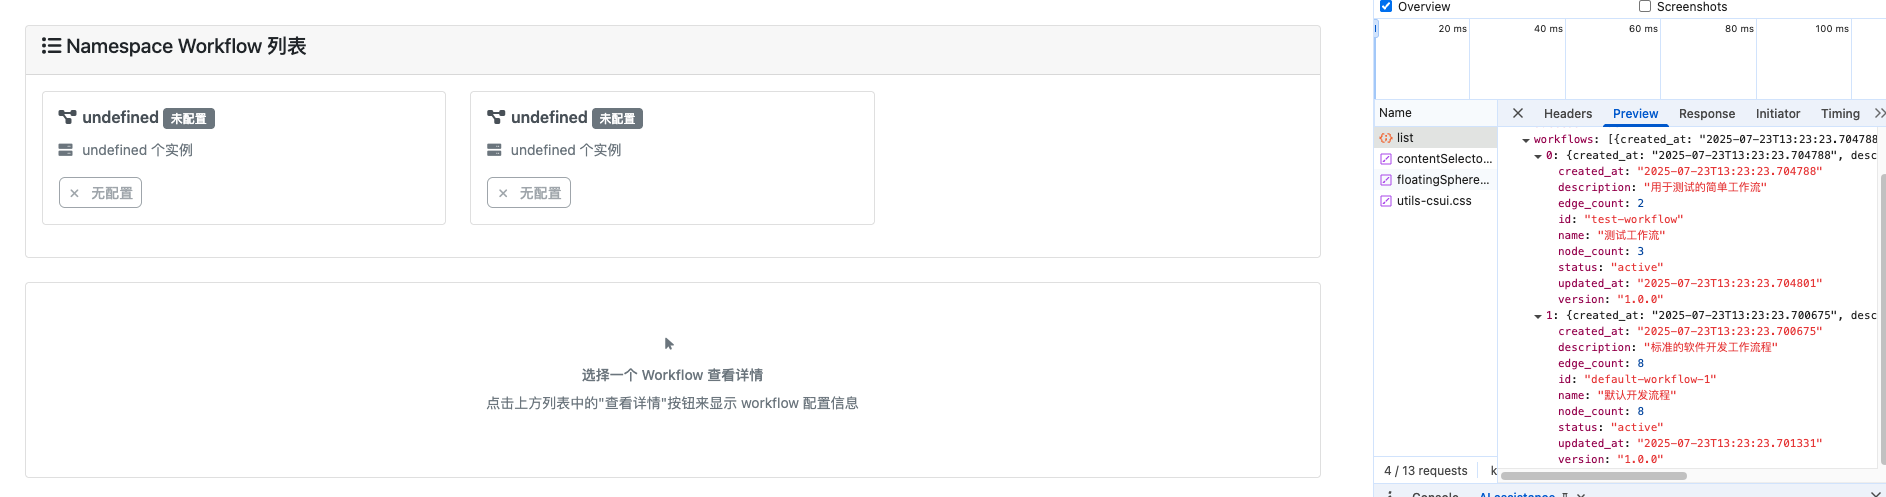 Namespace Workflow 列表
undefined 未配置
undefined 个实例
× 无配置
undefined 未配置
undefined 个实例
× 无配置
选择一个 Workflow 查看详情
点击上方列表中的"查看详情"按钮来显示 workflow 配置信息
Overview
Screenshots
20 ms
40 ms
60 ms
80 ms
100 ms
Name
list
contentSelecto...
floatingSphere...
utils-csui.css
4 / 13 requests
k
Headers
Preview
Response
Initiator
Timing
workflows: [{created_at: "2025-07-23T13:23:23.704788
0: {created_at: "2025-07-23T13:23:23.704788", desc
created_at: "2025-07-23T13:23:23.704788"
description: "用于测试的简单工作流"
edge_count: 2
id: "test-workflow"
name: "测试工作流"
node_count: 3
status: "active"
updated_at: "2025-07-23T13:23:23.704801"
version: "1.0.0"
1: {created_at: "2025-07-23T13:23:23.700675", desc
created_at: "2025-07-23T13:23:23.700675"
description: "标准的软件开发工作流程"
edge_count: 8
id: "default-workflow-1"
name: "默认开发流程"
node_count: 8
status: "active"
updated_at: "2025-07-23T13:23:23.701331"
version: "1.0.0"
Console
AI assistance